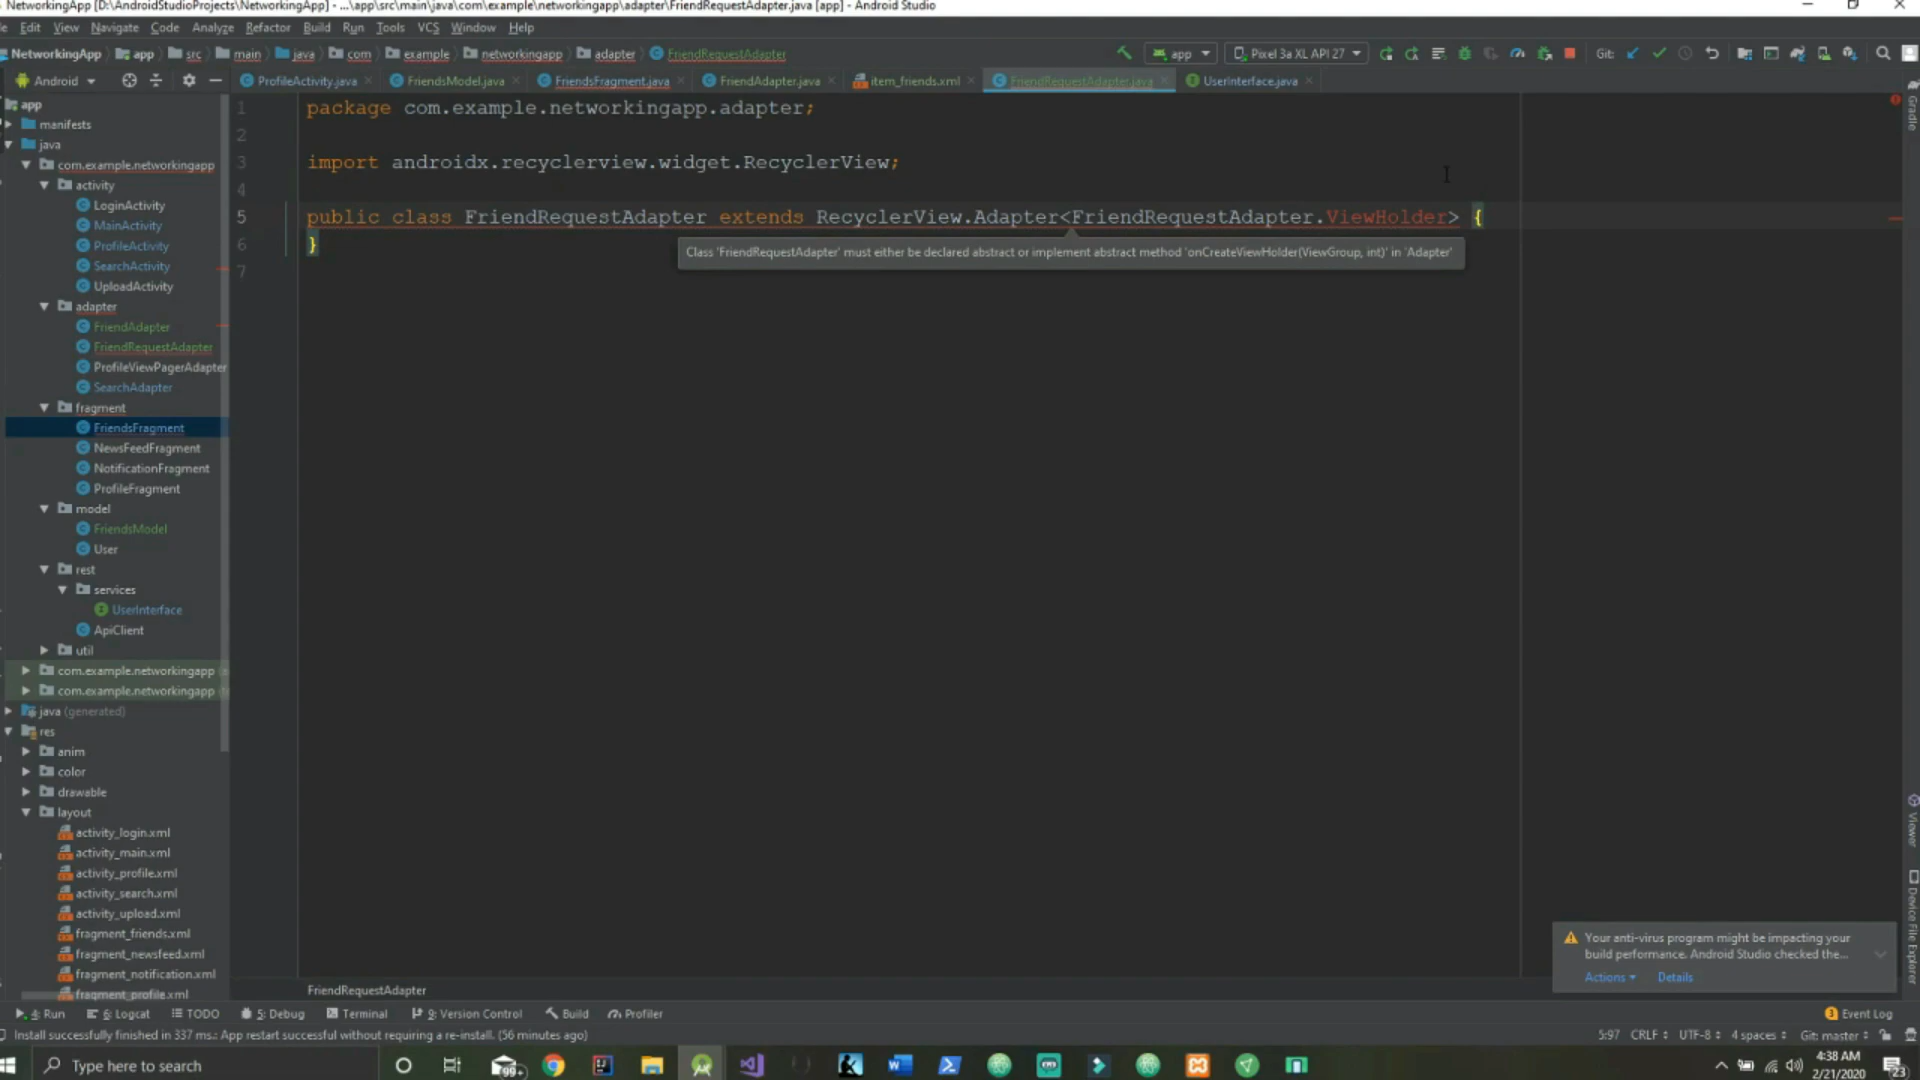 NetworkingApp [D:\AndroidStudioProjects\NetworkingApp] - ...\app\src\main\java\com\example\networkingapp\adapter\FriendRequestAdapter.java [app] - Android Studio
Edit View Navigate Code Analyze Refactor Build Run Tools VCS Window Help
NetworkingApp app src main java com example networkingapp adapter FriendRequestAdapter app Pixel 3a XL API 27 Git:
Android ProfileActivity.java FriendsModel.java FriendsFragment.java FriendAdapter.java item_friends.xml FriendRequestAdapter.java UserInterface.java
app
manifests
java
com.example.networkingapp
activity
LoginActivity
MainActivity
ProfileActivity
SearchActivity
UploadActivity
adapter
FriendAdapter
FriendRequestAdapter
ProfileViewPagerAdapter
SearchAdapter
fragment
FriendsFragment
NewsFeedFragment
NotificationFragment
ProfileFragment
model
FriendsModel
User
rest
services
UserInterface
ApiClient
util
com.example.networkingapp
com.example.networkingapp
java (generated)
res
anim
color
drawable
layout
activity_login.xml
activity_main.xml
activity_profile.xml
activity_search.xml
activity_upload.xml
fragment_friends.xml
fragment_newsfeed.xml
fragment_notification.xml
fragment_profile.xml
1 package com.example.networkingapp.adapter;
2
3 import androidx.recyclerview.widget.RecyclerView;
4
5 public class FriendRequestAdapter extends RecyclerView.Adapter<FriendRequestAdapter.ViewHolder> {
6 }
7
Class 'FriendRequestAdapter' must either be declared abstract or implement abstract method 'onCreateViewHolder(ViewGroup, int)' in 'Adapter'
Gradle
Viewer
Device File Explorer
Your anti-virus program might be impacting your
build performance. Android Studio checked the...
Actions Details
FriendRequestAdapter
4: Run 6: Logcat TODO 5: Debug Terminal 9: Version Control Build Profiler 3 Event Log
Install successfully finished in 337 ms.: App restart successful without requiring a re-install. (56 minutes ago) 5:97 CRLF UTF-8 4 spaces Git: master
Type here to search 99+ 4:38 AM
2/21/2020 23